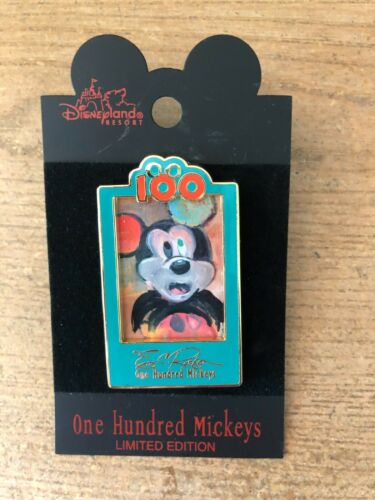 Disneyland®
RESORT
100
One Hundred Mickeys
One Hundred Mickeys
LIMITED EDITION